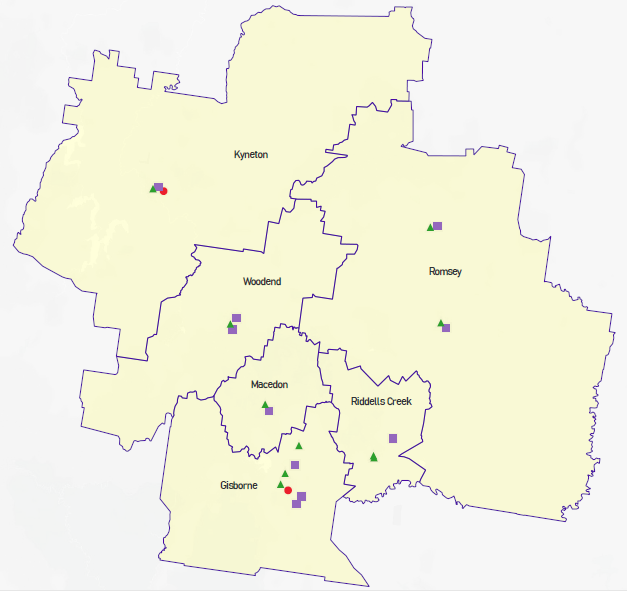 Kyneton
Romsey
Woodend
Macedon
Riddells Creek
Gisborne